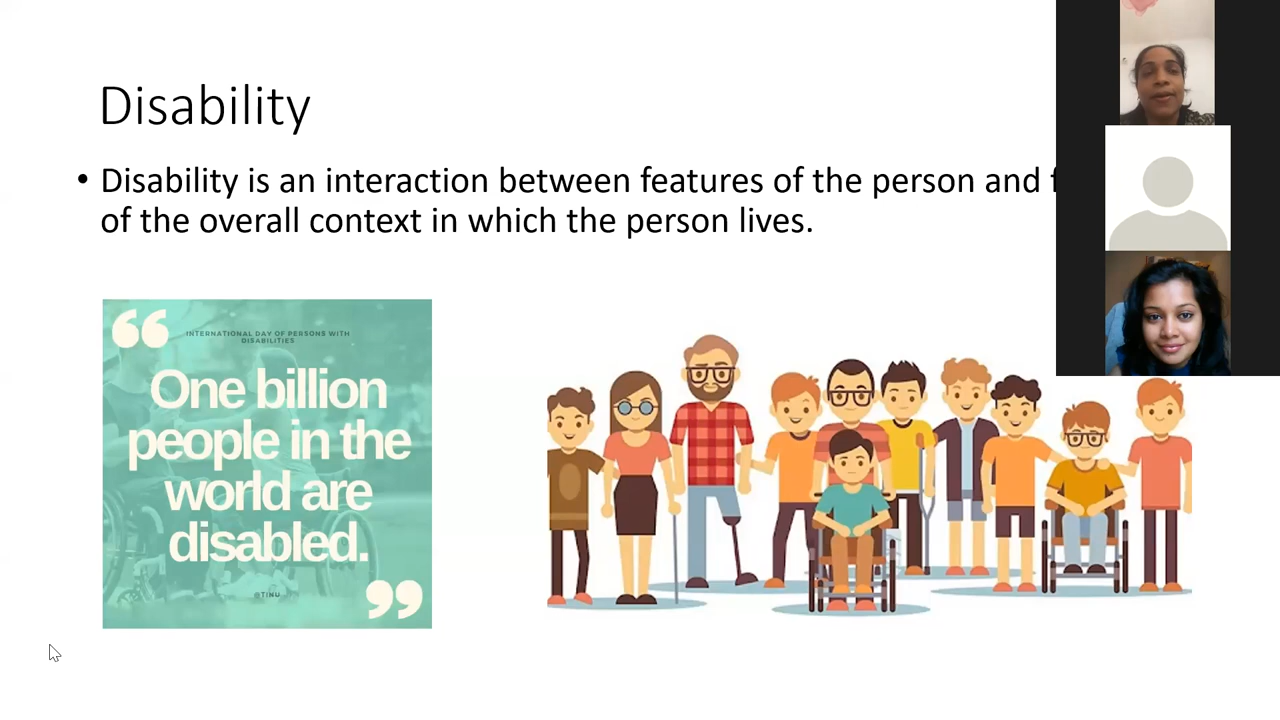 Disability
• Disability is an interaction between features of the person and
of the overall context in which the person lives.
INTERNATIONAL DAY OF PERSONS WITH
DISABILITIES
“
One billion
people in the
world are
disabled.
@TINU
”